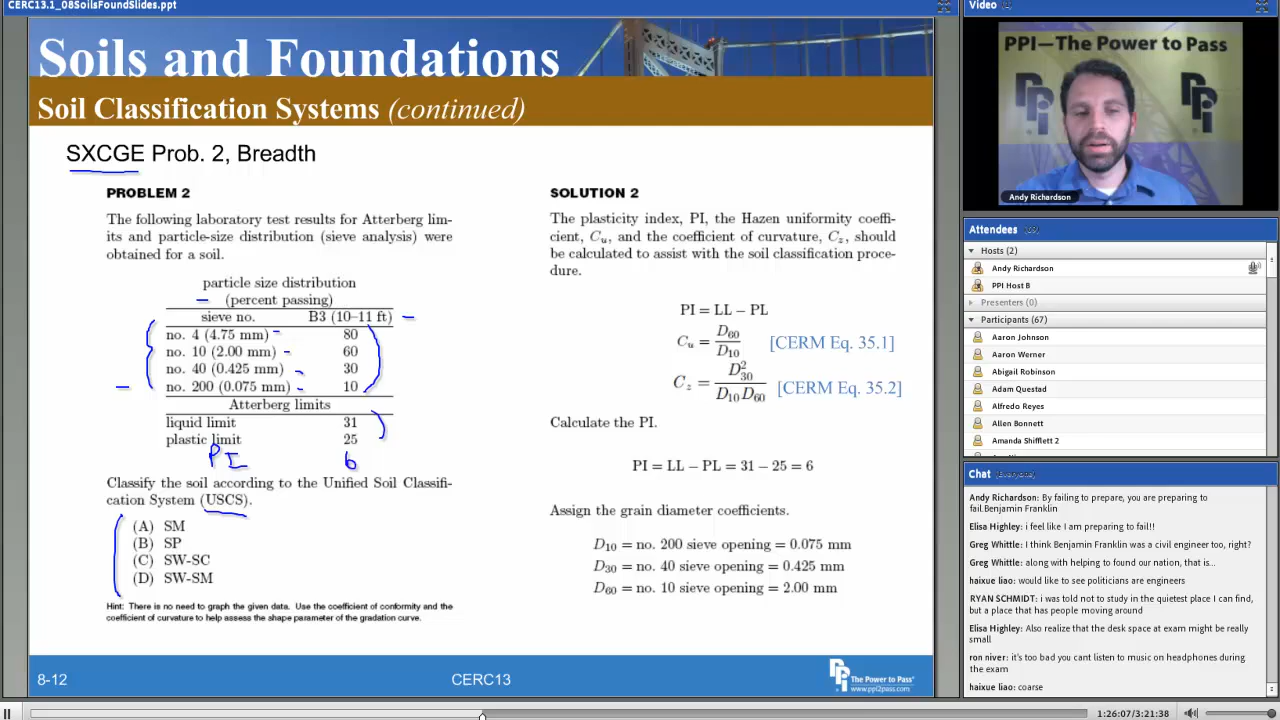 CERC13.1_08SoilsFoundSlides.ppt
Soils and Foundations
Soil Classification Systems (continued)
SXCGE Prob. 2, Breadth
PROBLEM 2
The following laboratory test results for Atterberg lim-
its and particle-size distribution (sieve analysis) were
obtained for a soil.
particle size distribution
(percent passing)
sieve no. B3 (10–11 ft)
no. 4 (4.75 mm) 80
no. 10 (2.00 mm) 60
no. 40 (0.425 mm) 30
no. 200 (0.075 mm) 10
Atterberg limits
liquid limit 31
plastic limit 25
PI 6
Classify the soil according to the Unified Soil Classifi-
cation System (USCS).
(A) SM
(B) SP
(C) SW-SC
(D) SW-SM
Hint: There is no need to graph the given data. Use the coefficient of conformity and the
coefficient of curvature to help assess the shape parameter of the gradation curve.
SOLUTION 2
The plasticity index, PI, the Hazen uniformity coeffi-
cient, Cu, and the coefficient of curvature, Cz, should
be calculated to assist with the soil classification proce-
dure.
PI = LL − PL
Cu = D60 / D10 [CERM Eq. 35.1]
Cz = D30² / D10 D60 [CERM Eq. 35.2]
Calculate the PI.
PI = LL − PL = 31 − 25 = 6
Assign the grain diameter coefficients.
D10 = no. 200 sieve opening = 0.075 mm
D30 = no. 40 sieve opening = 0.425 mm
D60 = no. 10 sieve opening = 2.00 mm
8-12
CERC13
PPI The Power to Pass®
www.ppi2pass.com
Video
PPI—The Power to Pass
Andy Richardson
Attendees
Hosts (2)
Andy Richardson
PPI Host 8
Presenters (0)
Participants (67)
Aaron Johnson
Aaron Werner
Abigail Robinson
Adam Questad
Alfredo Reyes
Allen Bennett
Amanda Shifflett 2
Chat (Everyone)
Andy Richardson: By failing to prepare, you are preparing to
fail.Benjamin Franklin
Elisa Highley: i feel like I am preparing to fail!!
Greg Whittle: I think Benjamin Franklin was a civil engineer too, right?
Greg Whittle: along with helping to found our nation, that is...
haixue liao: would like to see politicians are engineers
RYAN SCHMIDT: i was told not to study in the quietest place I can find,
but a place that has people moving around
Elisa Highley: Also realize that the desk space at exam might be really
small
ron niver: it's too bad you cant listen to music on headphones during
the exam
haixue liao: coarse
1:26:07/3:21:38